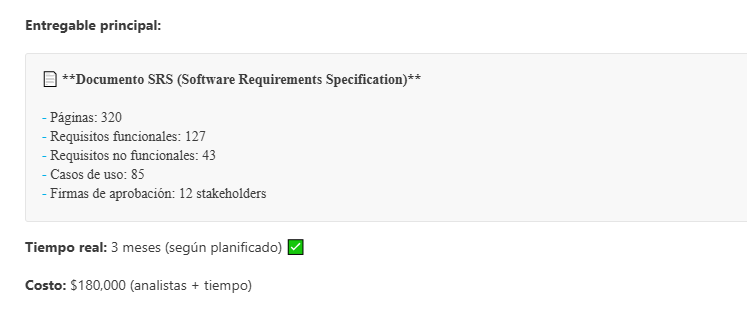 Entregable principal:
📄 **Documento SRS (Software Requirements Specification)**
- Páginas: 320
- Requisitos funcionales: 127
- Requisitos no funcionales: 43
- Casos de uso: 85
- Firmas de aprobación: 12 stakeholders
Tiempo real: 3 meses (según planificado) ✅
Costo: $180,000 (analistas + tiempo)